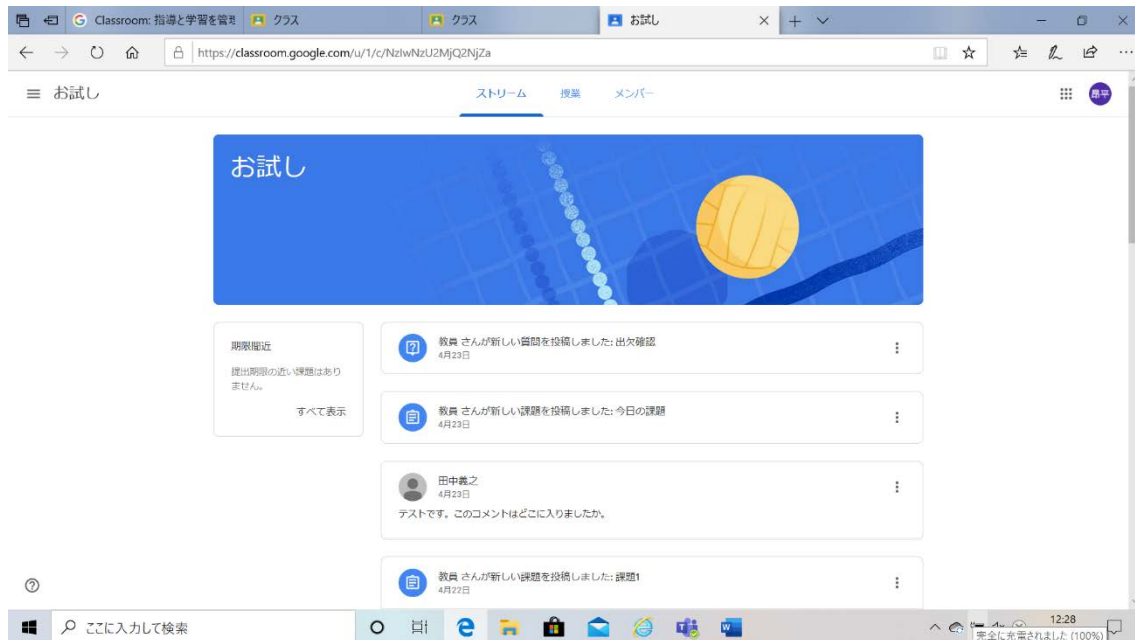 Classroom: 指導と学習を管理
クラス
クラス
お試し
https://classroom.google.com/u/1/c/NzIwNzU2MjQ2NjZa
お試し
ストリーム
授業
メンバー
昂平
お試し
期限間近
提出期限の近い課題はあり
ません。
すべて表示
教員 さんが新しい質問を投稿しました: 出欠確認
4月23日
教員 さんが新しい課題を投稿しました: 今日の課題
4月23日
田中義之
4月23日
テストです。このコメントはどこに入りましたか。
教員 さんが新しい課題を投稿しました: 課題1
4月22日
ここに入力して検索
12:28
完全に充電されました (100%)